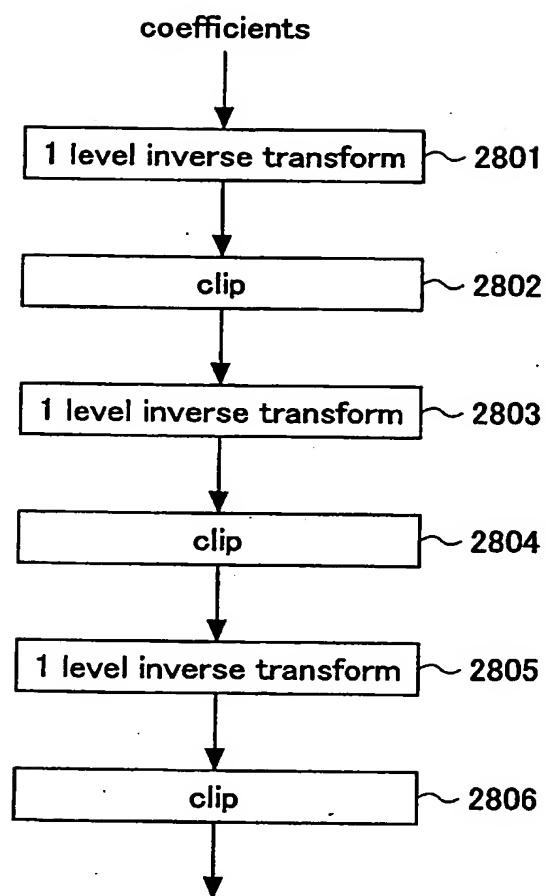 coefficients
1 level inverse transform 2801
clip 2802
1 level inverse transform 2803
clip 2804
1 level inverse transform 2805
clip 2806